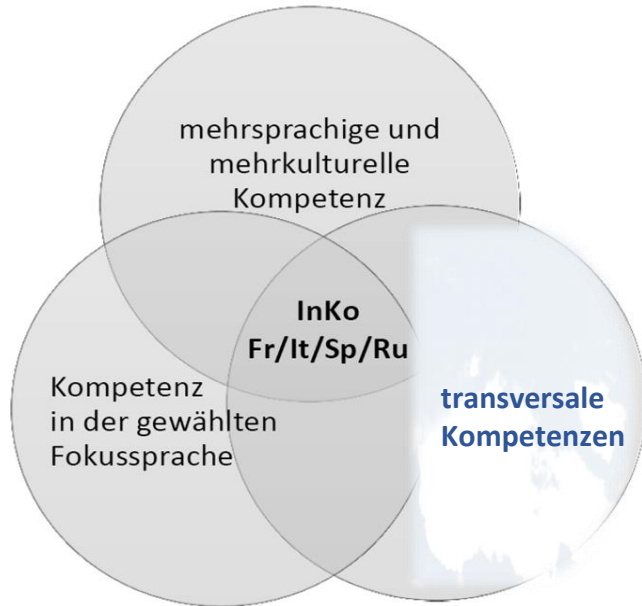 mehrsprachige und
mehrkulturelle
Kompetenz
InKo
Fr/It/Sp/Ru
Kompetenz
in der gewählten
Fokussprache
transversale
Kompetenzen